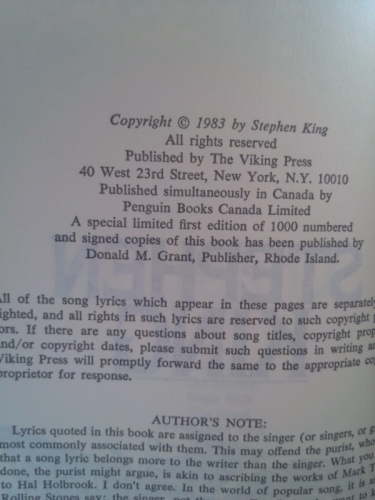 Copyright © 1983 by Stephen King
All rights reserved
Published by The Viking Press
40 West 23rd Street, New York, N.Y. 10010
Published simultaneously in Canada by
Penguin Books Canada Limited
A special limited first edition of 1000 numbered
and signed copies of this book has been published by
Donald M. Grant, Publisher, Rhode Island.
All of the song lyrics which appear in these pages are separately
ighted, and all rights in such lyrics are reserved to such copyright
ors. If there are any questions about song titles, copyright prop
and/or copyright dates, please submit such questions in writing an
Viking Press will promptly forward the same to the appropriate co
proprietor for response.
AUTHOR'S NOTE:
Lyrics quoted in this book are assigned to the singer (or singers, or g
most commonly associated with them. This may offend the purist, who
that a song lyric belongs more to the writer than the singer. What you
done, the purist might argue, is akin to ascribing the works of Mark T
to Hal Holbrook. I don't agree. In the world of popular song, it is
Rolling Stones say: the singer, not